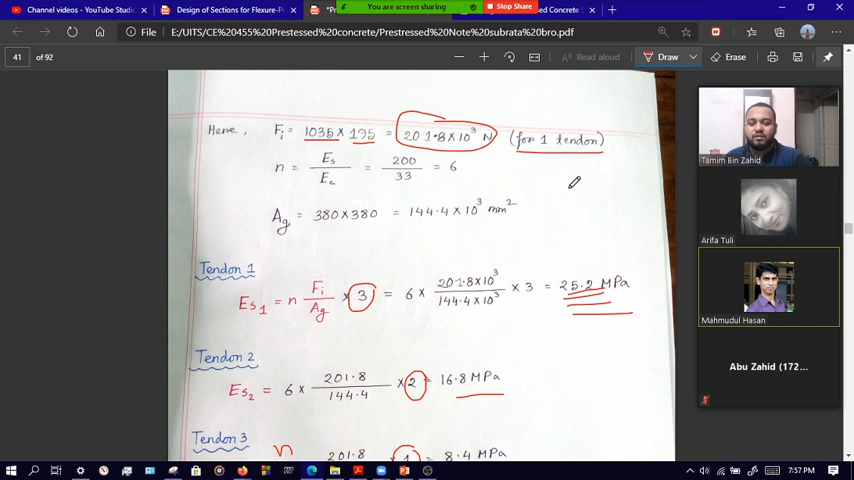 Channel videos - YouTube Studio
Design of Sections for Flexure-Pr
You are screen sharing
Stop Share
File
E:/UITS/CE%20455%20Prestessed%20concrete/Prestressed%20Note%20subrata%20bro.pdf
41 of 92
Read aloud
Draw
Erase
Here, Fi = 1035 × 195 = 201.8×10³ N (for 1 tendon)
n = Es/Ec = 200/33 = 6
Ag = 380×380 = 144.4×10³ mm²
Tendon 1
Es1 = n Fi/Ag × 3 = 6 × 201.8×10³/144.4×10³ × 3 = 25.2 MPa
Tendon 2
Es2 = 6 × 201.8/144.4 × 2 = 16.8 MPa
Tendon 3
n 201.8 1 = 8.4 MPa
Tamim Bin Zahid
Arifa Tuli
Mahmudul Hasan
Abu Zahid (172...
7:57 PM